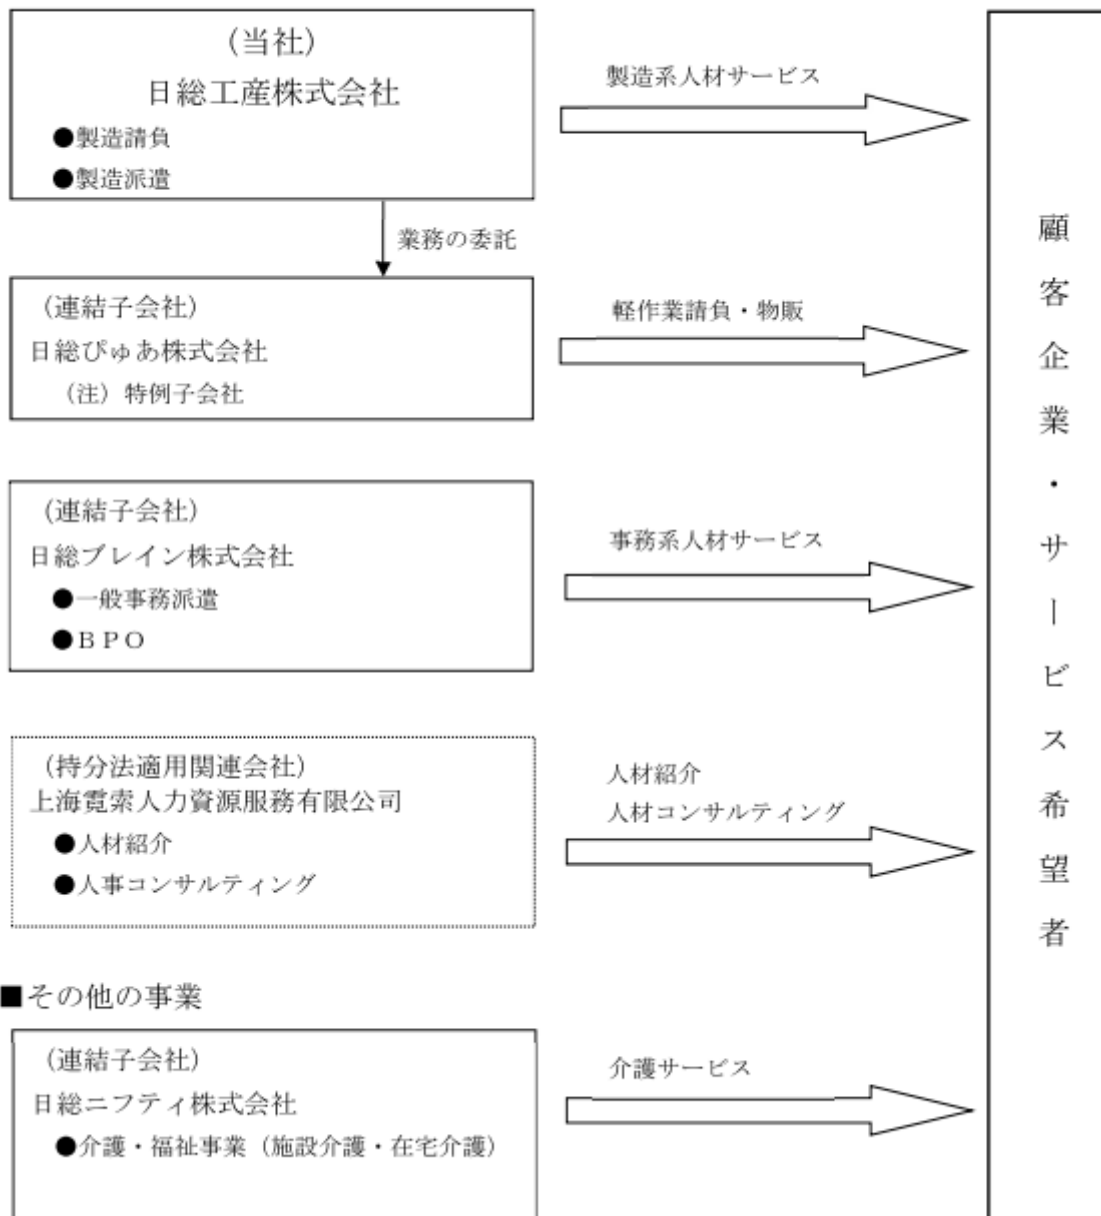 (当社)
日総工産株式会社
●製造請負
●製造派遣
製造系人材サービス
業務の委託
(連結子会社)
日総ぴゅあ株式会社
(注) 特例子会社
軽作業請負・物販
(連結子会社)
日総ブレイン株式会社
●一般事務派遣
●BPO
事務系人材サービス
(持分法適用関連会社)
上海霓索人力資源服務有限公司
●人材紹介
●人事コンサルティング
人材紹介
人材コンサルティング
■その他の事業
(連結子会社)
日総ニフティ株式会社
●介護・福祉事業(施設介護・在宅介護)
介護サービス
顧客企業・サービス希望者